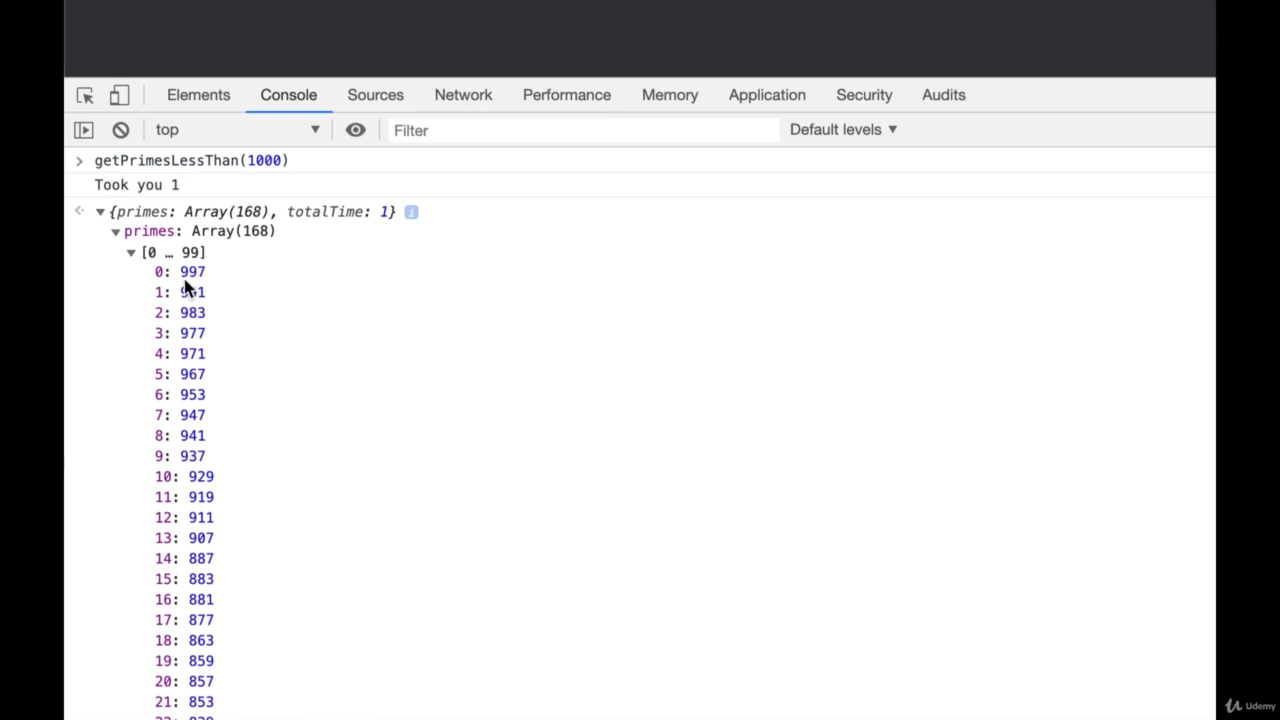 Elements Console Sources Network Performance Memory Application Security Audits
top Filter Default levels
getPrimesLessThan(1000)
Took you 1
{primes: Array(168), totalTime: 1}
primes: Array(168)
[0 … 99]
0: 997
1:
2: 983
3: 977
4: 971
5: 967
6: 953
7: 947
8: 941
9: 937
10: 929
11: 919
12: 911
13: 907
14: 887
15: 883
16: 881
17: 877
18: 863
19: 859
20: 857
21: 853
Udemy